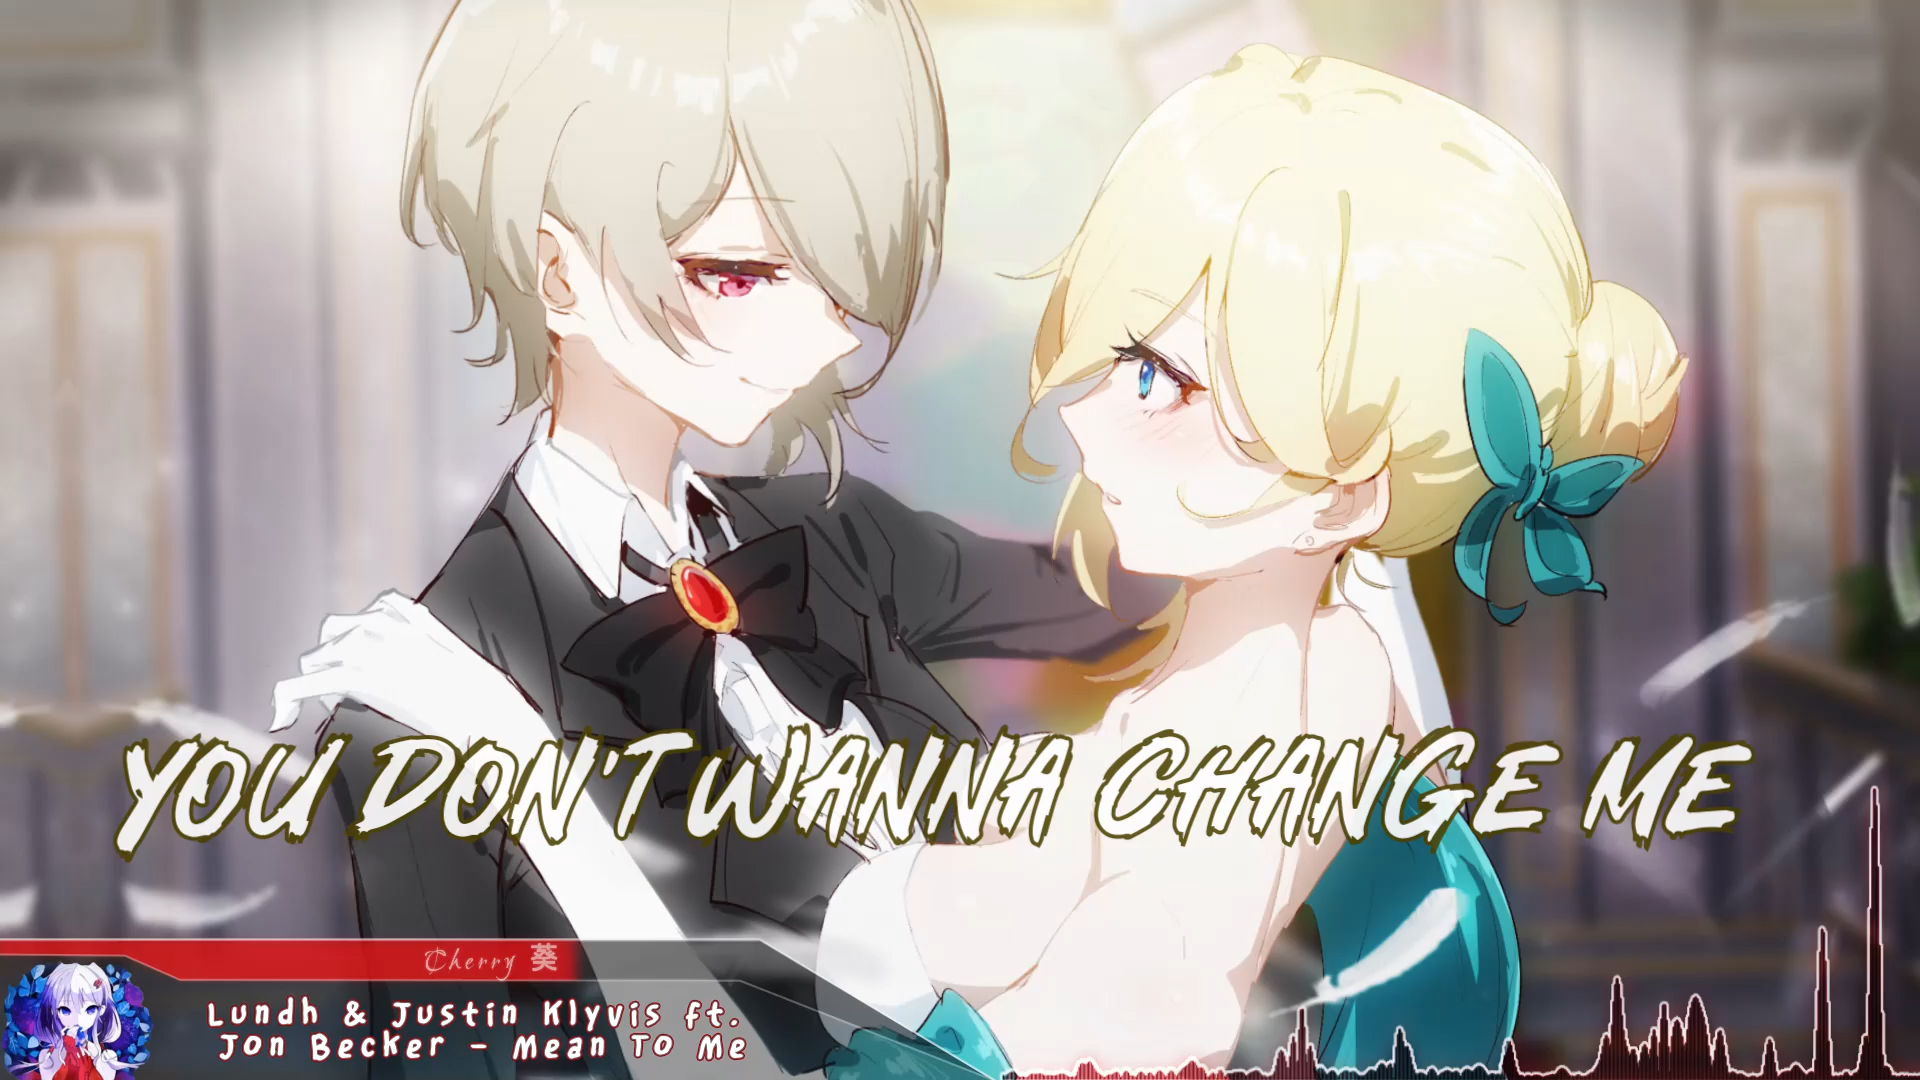 YOU DON'T WANNA CHANGE ME
Cherry 葵
Lundh & Justin Klyvis ft.
Jon Becker - Mean To Me